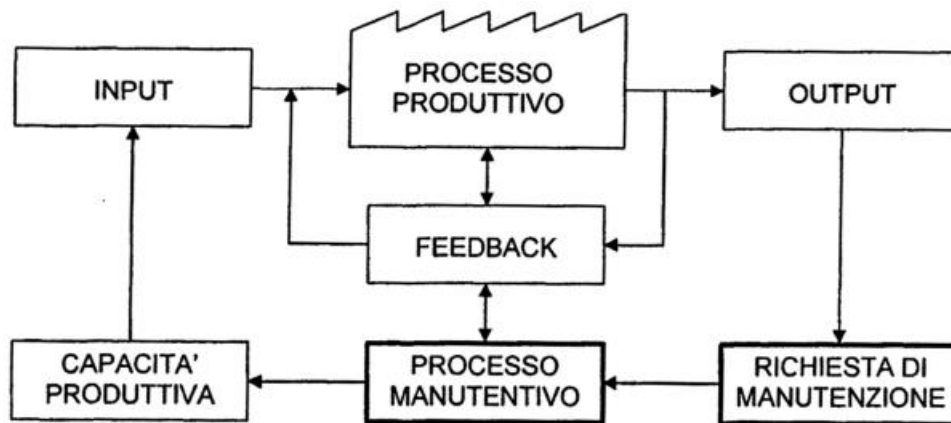 INPUT
PROCESSO
PRODUTTIVO
OUTPUT
FEEDBACK
CAPACITA'
PRODUTTIVA
PROCESSO
MANUTENTIVO
RICHIESTA DI
MANUTENZIONE